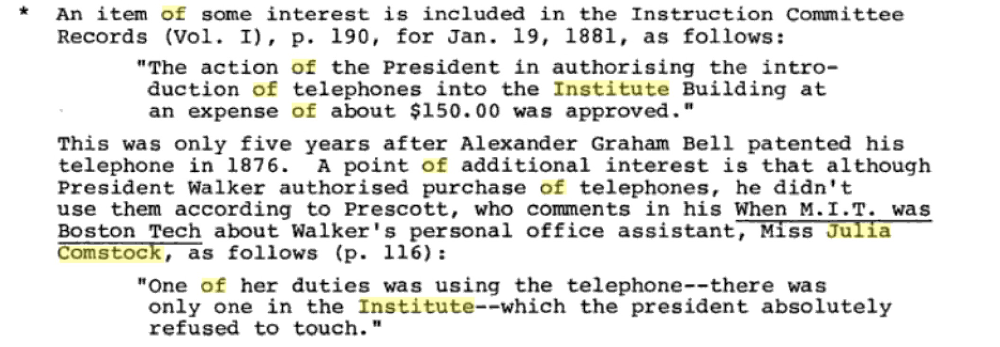 * An item of some interest is included in the Instruction Committee
Records (Vol. I), p. 190, for Jan. 19, 1881, as follows:
"The action of the President in authorising the intro-
duction of telephones into the Institute Building at
an expense of about $150.00 was approved."
This was only five years after Alexander Graham Bell patented his
telephone in 1876. A point of additional interest is that although
President Walker authorised purchase of telephones, he didn't
use them according to Prescott, who comments in his When M.I.T. was
Boston Tech about Walker's personal office assistant, Miss Julia
Comstock, as follows (p. 116):
"One of her duties was using the telephone--there was
only one in the Institute--which the president absolutely
refused to touch."